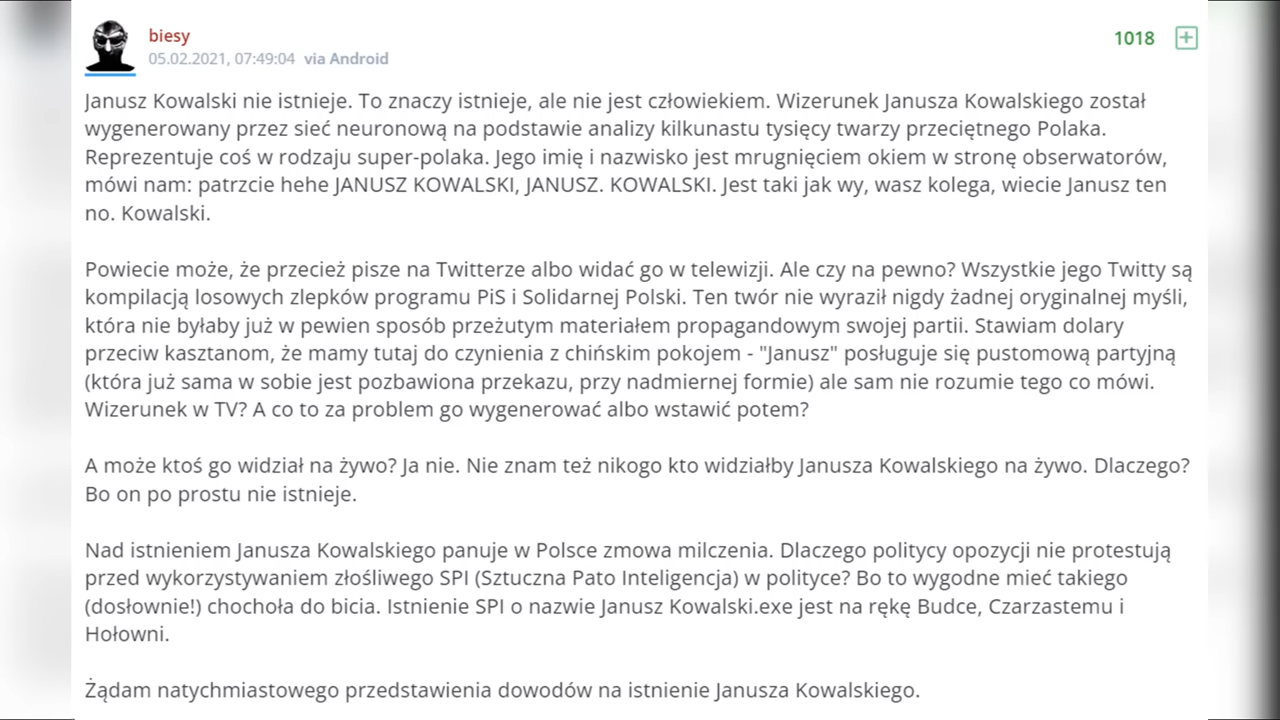 biesy
05.02.2021, 07:49:04 via Android
1018
Janusz Kowalski nie istnieje. To znaczy istnieje, ale nie jest człowiekiem. Wizerunek Janusza Kowalskiego został
wygenerowany przez sieć neuronową na podstawie analizy kilkunastu tysięcy twarzy przeciętnego Polaka.
Reprezentuje coś w rodzaju super-polaka. Jego imię i nazwisko jest mrugnięciem okiem w stronę obserwatorów,
mówi nam: patrzcie hehe JANUSZ KOWALSKI, JANUSZ. KOWALSKI. Jest taki jak wy, wasz kolega, wiecie Janusz ten
no. Kowalski.
Powiecie może, że przecież pisze na Twitterze albo widać go w telewizji. Ale czy na pewno? Wszystkie jego Twitty są
kompilacją losowych zlepków programu PiS i Solidarnej Polski. Ten twór nie wyraził nigdy żadnej oryginalnej myśli,
która nie byłaby już w pewien sposób przeżutym materiałem propagandowym swojej partii. Stawiam dolary
przeciw kasztanom, że mamy tutaj do czynienia z chińskim pokojem - "Janusz" posługuje się pustomową partyjną
(która już sama w sobie jest pozbawiona przekazu, przy nadmiernej formie) ale sam nie rozumie tego co mówi.
Wizerunek w TV? A co to za problem go wygenerować albo wstawić potem?
A może ktoś go widział na żywo? Ja nie. Nie znam też nikogo kto widziałby Janusza Kowalskiego na żywo. Dlaczego?
Bo on po prostu nie istnieje.
Nad istnieniem Janusza Kowalskiego panuje w Polsce zmowa milczenia. Dlaczego politycy opozycji nie protestują
przed wykorzystywaniem złośliwego SPI (Sztuczna Pato Inteligencja) w polityce? Bo to wygodne mieć takiego
(dosłownie!) chochoła do bicia. Istnienie SPI o nazwie Janusz Kowalski.exe jest na rękę Budce, Czarzastemu i
Hołowni.
Żądam natychmiastowego przedstawienia dowodów na istnienie Janusza Kowalskiego.